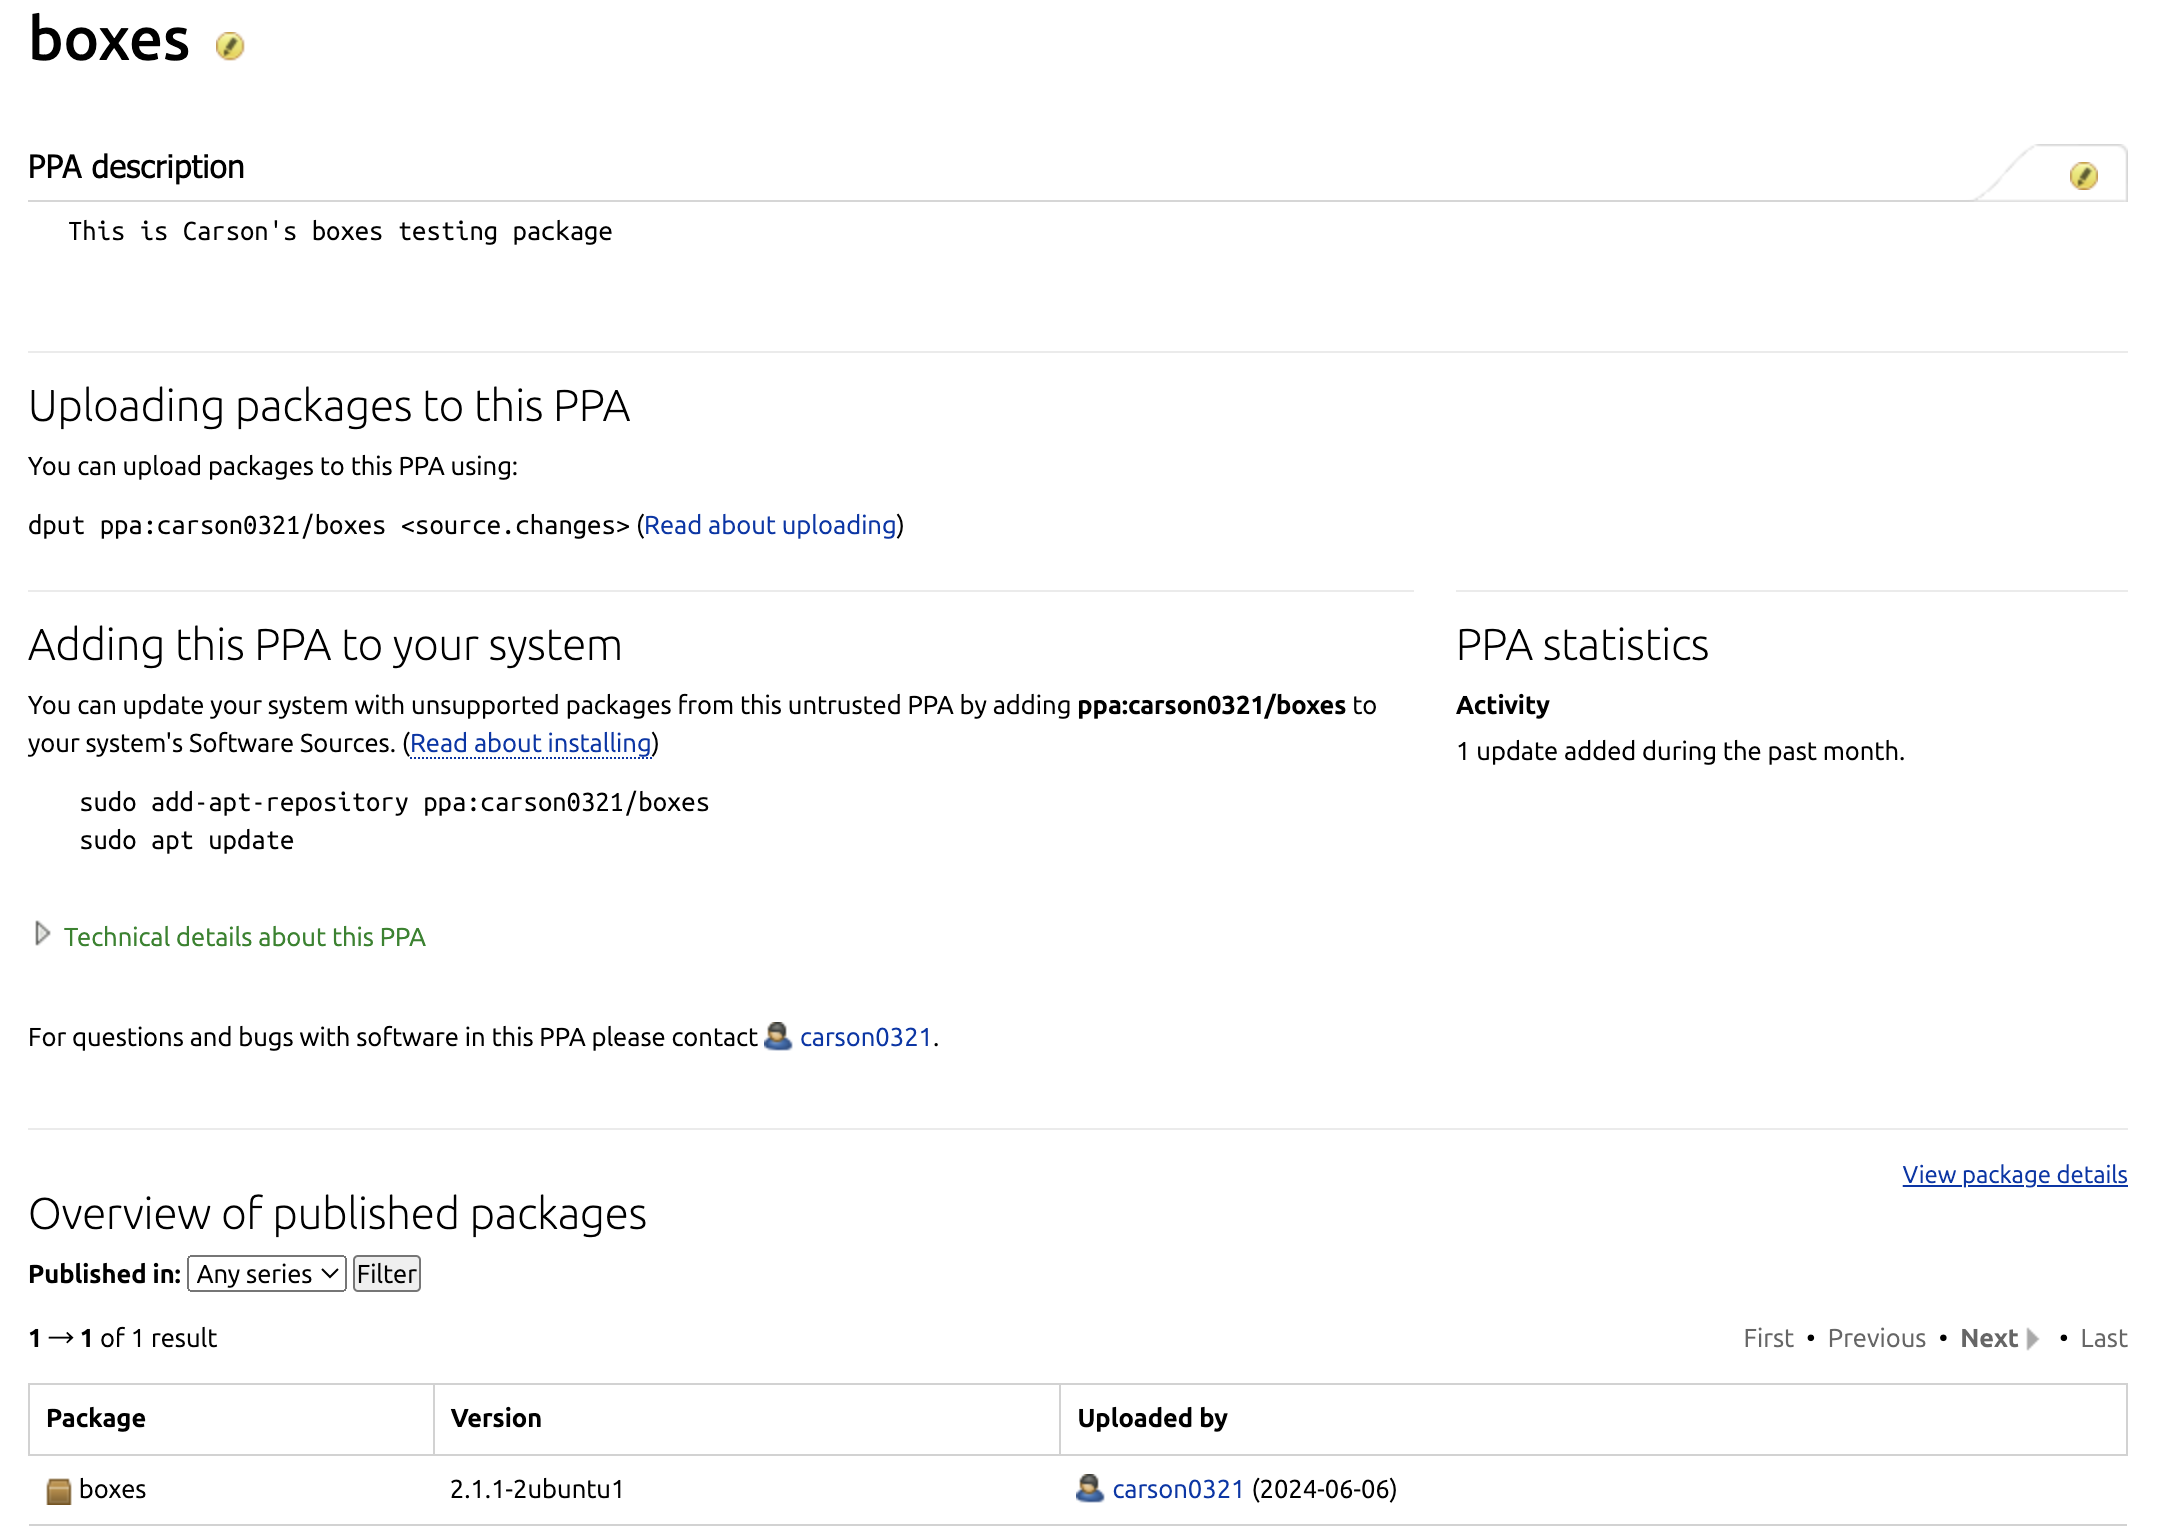 boxes
PPA description
This is Carson's boxes testing package
Uploading packages to this PPA
You can upload packages to this PPA using:
dput ppa:carson0321/boxes <source.changes> (Read about uploading)
Adding this PPA to your system
You can update your system with unsupported packages from this untrusted PPA by adding ppa:carson0321/boxes to
your system's Software Sources. (Read about installing)
sudo add-apt-repository ppa:carson0321/boxes
sudo apt update
Technical details about this PPA
For questions and bugs with software in this PPA please contact carson0321.
PPA statistics
Activity
1 update added during the past month.
View package details
Overview of published packages
Published in: Any series Filter
1 → 1 of 1 result
First • Previous • Next • Last
Package Version Uploaded by
boxes 2.1.1-2ubuntu1 carson0321 (2024-06-06)